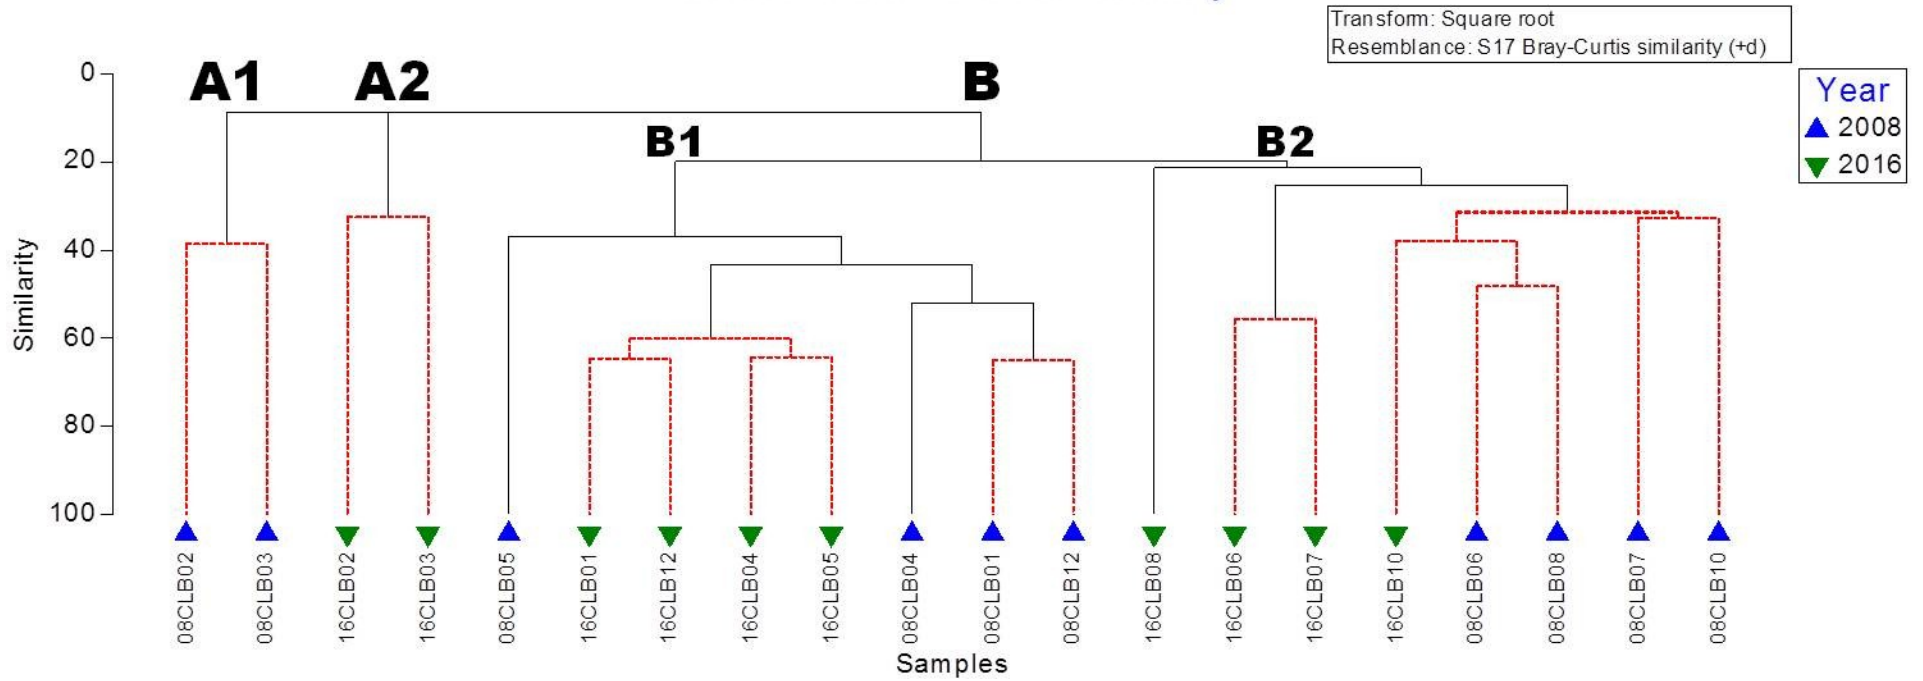 Transform: Square root
Resemblance: S17 Bray-Curtis similarity (+d)
A1 A2 B
B1 B2
Year
2008
2016
0
20
40
60
80
100
Similarity
08CLB02
08CLB03
16CLB02
16CLB03
08CLB05
16CLB01
16CLB12
16CLB04
16CLB05
08CLB04
08CLB01
08CLB12
16CLB08
16CLB06
16CLB07
16CLB10
08CLB06
08CLB08
08CLB07
08CLB10
Samples